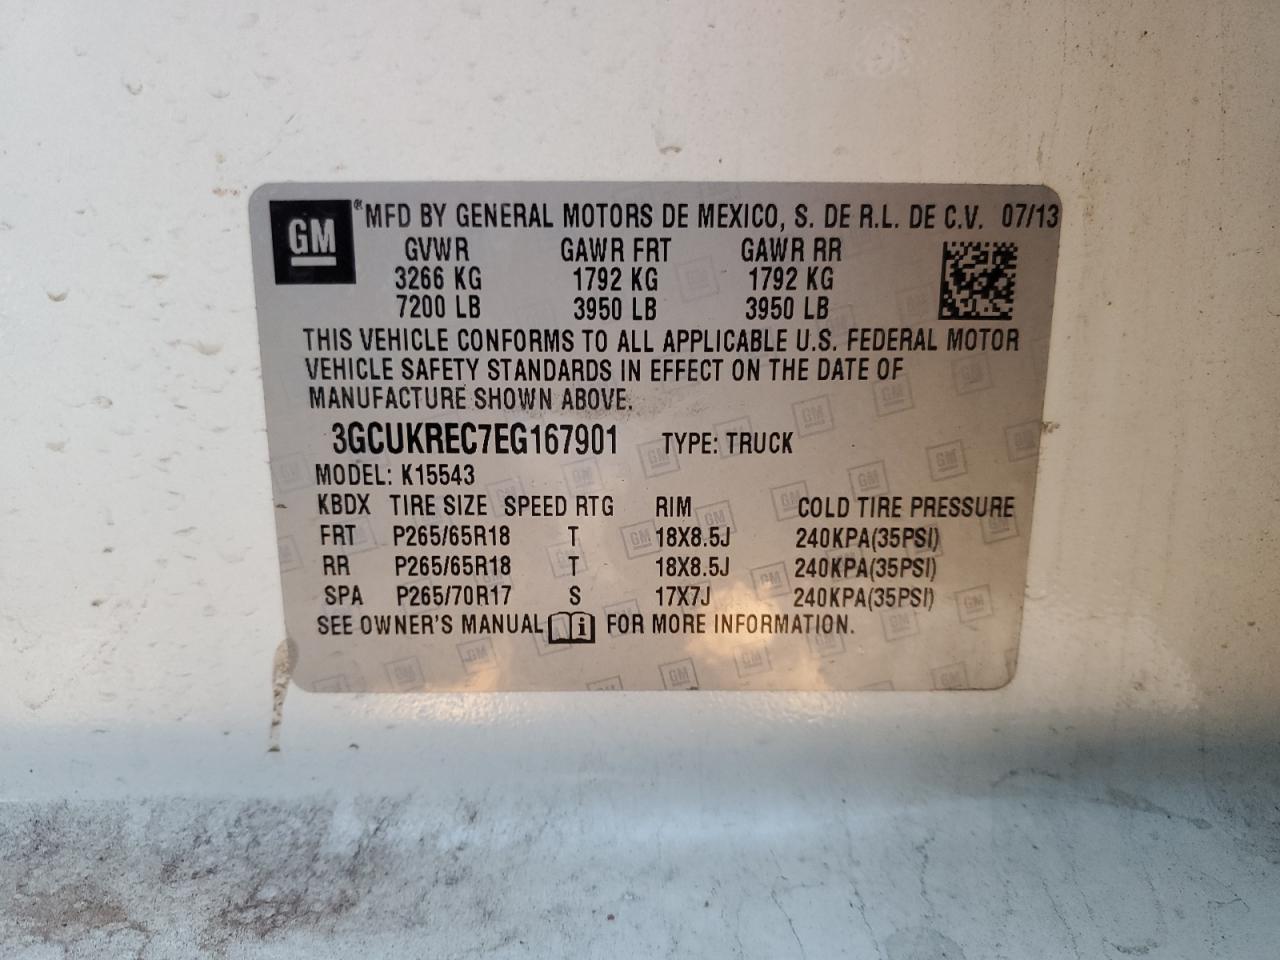 GM ® MFD BY GENERAL MOTORS DE MEXICO, S. DE R.L. DE C.V. 07/13
GVWR GAWR FRT GAWR RR
3266 KG 1792 KG 1792 KG
7200 LB 3950 LB 3950 LB
THIS VEHICLE CONFORMS TO ALL APPLICABLE U.S. FEDERAL MOTOR
VEHICLE SAFETY STANDARDS IN EFFECT ON THE DATE OF
MANUFACTURE SHOWN ABOVE.
3GCUKREC7EG167901 TYPE: TRUCK
MODEL: K15543
KBDX TIRE SIZE SPEED RTG RIM COLD TIRE PRESSURE
FRT P265/65R18 T 18X8.5J 240KPA(35PSI)
RR P265/65R18 T 18X8.5J 240KPA(35PSI)
SPA P265/70R17 S 17X7J 240KPA(35PSI)
SEE OWNER'S MANUAL i FOR MORE INFORMATION.